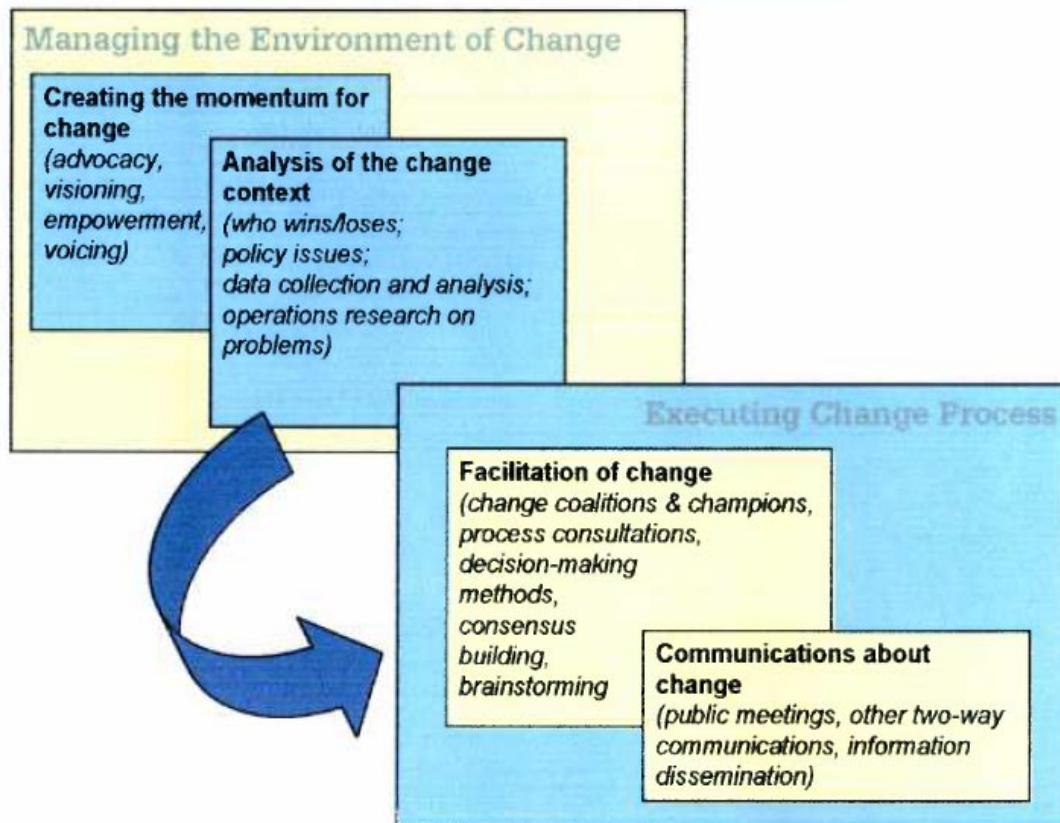 Managing the Environment of Change
Creating the momentum for
change
(advocacy,
visioning,
empowerment,
voicing)
Analysis of the change
context
(who wins/loses;
policy issues;
data collection and analysis;
operations research on
problems)
Executing Change Process
Facilitation of change
(change coalitions & champions,
process consultations,
decision-making
methods,
consensus
building,
brainstorming
Communications about
change
(public meetings, other two-way
communications, information
dissemination)